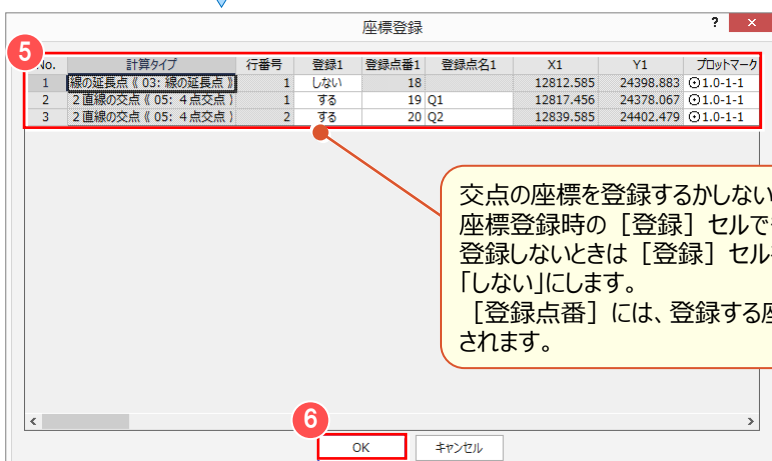 座標登録
? ×
5
No. 計算タイプ 行番号 登録1 登録点番1 登録点名1 X1 Y1 プロットマーク
1 線の延長点《 03: 線の延長点 》 1 しない 18 12812.585 24398.883 ⊙1.0-1-1
2 2直線の交点《 05: 4点交点 》 1 する 19 Q1 12817.456 24378.067 ⊙1.0-1-1
3 2直線の交点《 05: 4点交点 》 2 する 20 Q2 12839.585 24402.479 ⊙1.0-1-1
交点の座標を登録するかしない
座標登録時の［登録］セルで
登録しないときは［登録］セル
「しない」にします。
［登録点番］には、登録する
されます。
6
OK キャンセル